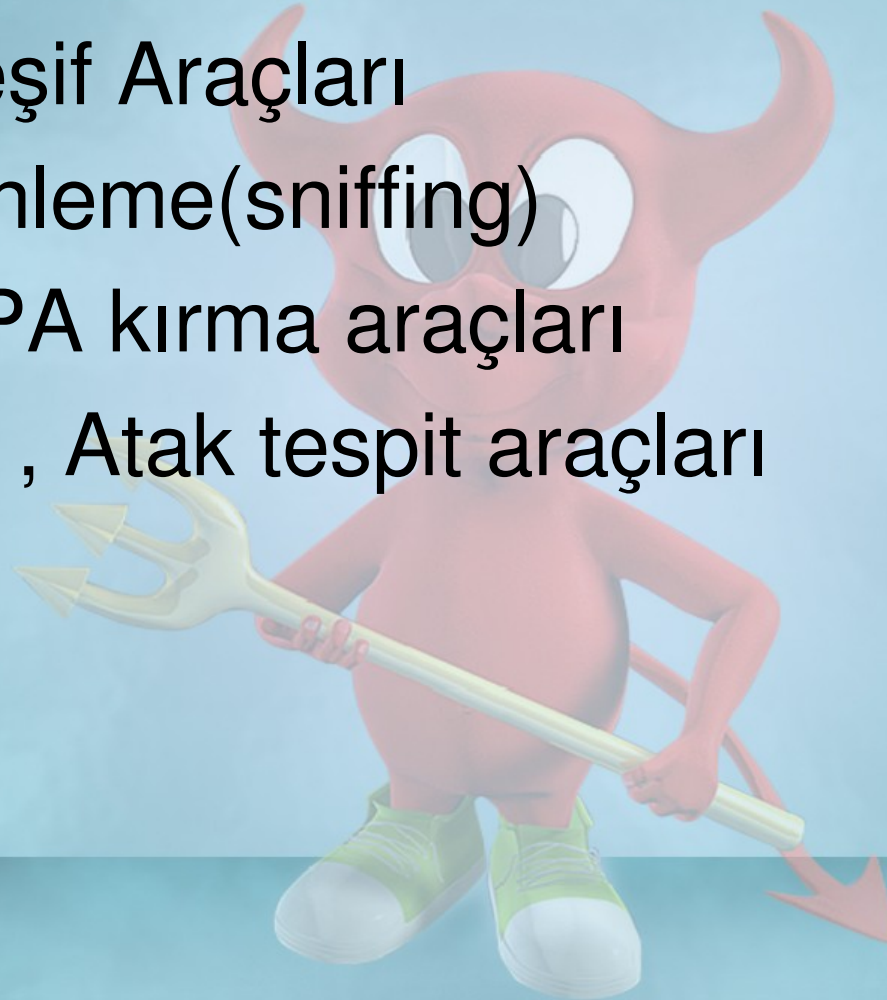 eşif Araçları
nleme(sniffing)
PA kırma araçları
, Atak tespit araçları